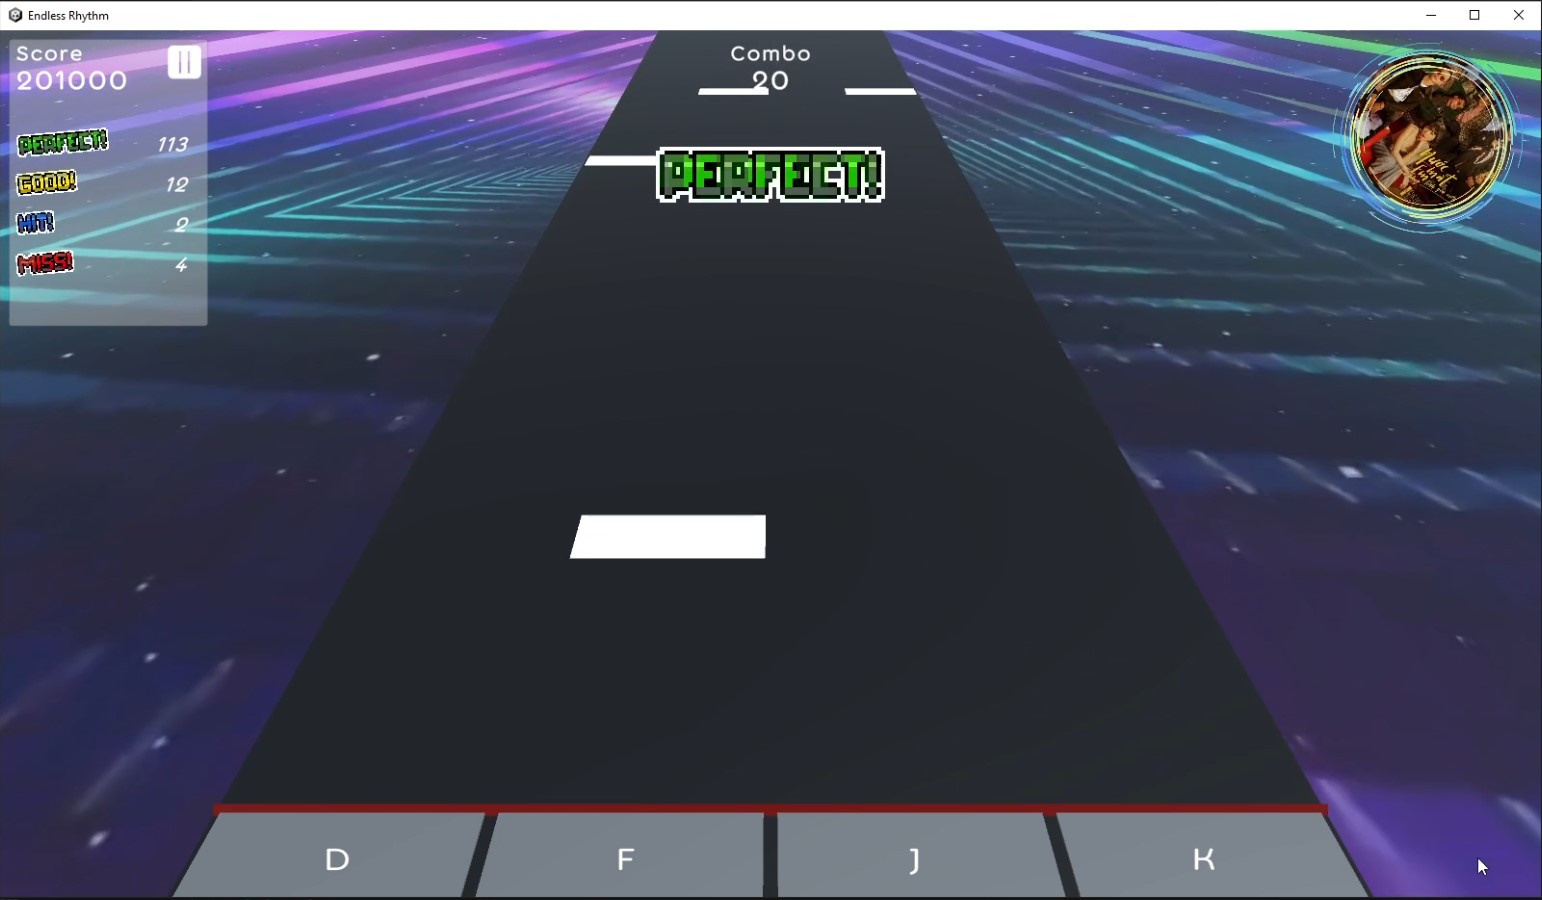 Endless Rhythm
Score
201000
PERFECT! 113
GOOD! 12
HIT! 2
MISS! 4
Combo
20
PERFECT!
D F J K